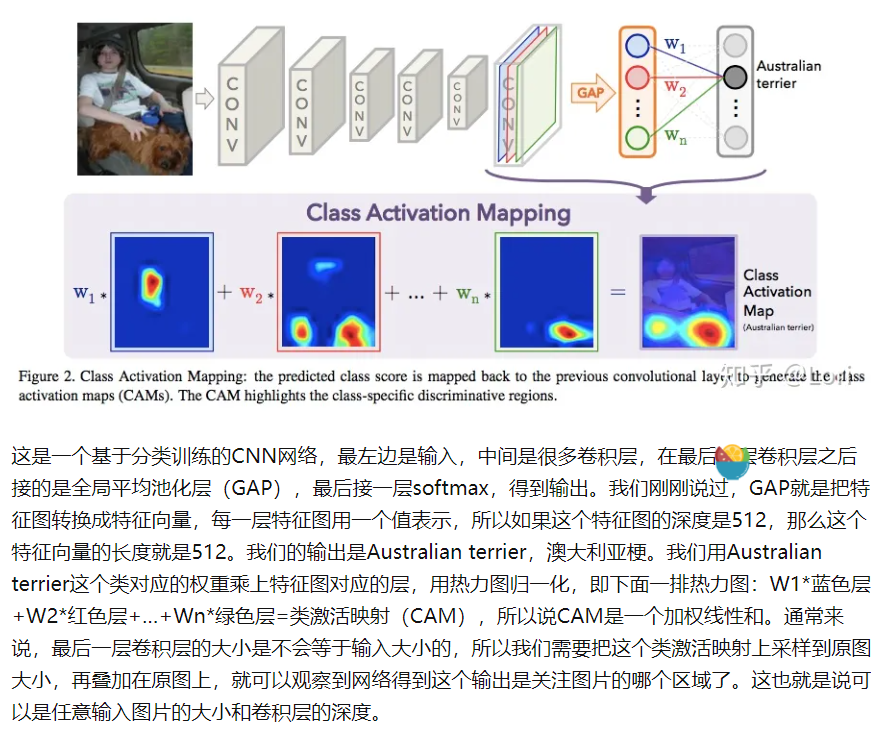 CONV
CONV
CONV
CONV
CONV
CONV
GAP
w1
w2
wn
Australian
terrier
Class Activation Mapping
w1 * + w2 * + ... + wn * =
Class
Activation
Map
(Australian terrier)
知乎 @Lori
Figure 2. Class Activation Mapping: the predicted class score is mapped back to the previous convolutional layer to generate the class
activation maps (CAMs). The CAM highlights the class-specific discriminative regions.
这是一个基于分类训练的CNN网络，最左边是输入，中间是很多卷积层，在最后层卷积层之后
接的是全局平均池化层（GAP），最后接一层softmax，得到输出。我们刚刚说过，GAP就是把特
征图转换成特征向量，每一层特征图用一个值表示，所以如果这个特征图的深度是512，那么这个
特征向量的长度就是512。我们的输出是Australian terrier，澳大利亚梗。我们用Australian
terrier这个类对应的权重乘上特征图对应的层，用热力图归一化，即下面一排热力图：W1*蓝色层
+W2*红色层+...+Wn*绿色层=类激活映射（CAM），所以说CAM是一个加权线性和。通常来
说，最后一层卷积层的大小是不会等于输入大小的，所以我们需要把这个类激活映射上采样到原图
大小，再叠加在原图上，就可以观察到网络得到这个输出是关注图片的哪个区域了。这也就是说可
以是任意输入图片的大小和卷积层的深度。